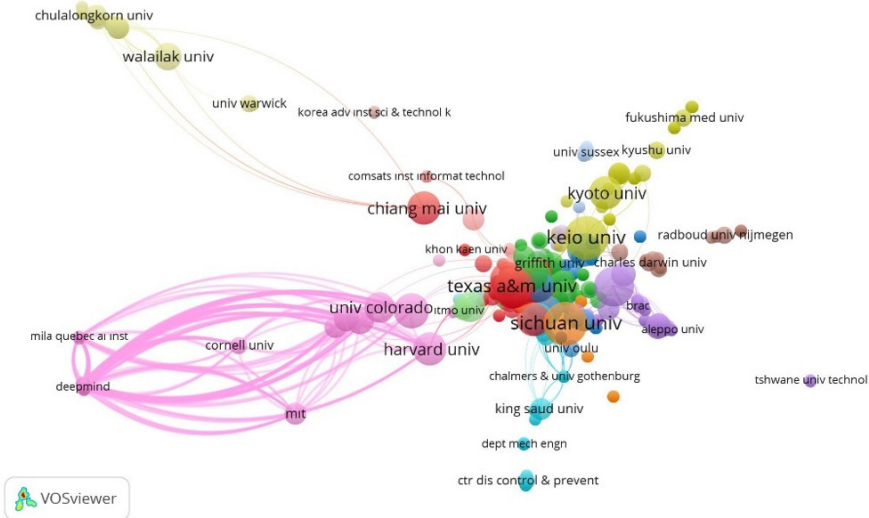 chulalongkorn univ
walailak univ
univ warwick
korea adv inst sci & technol k
fukushima med univ
univ sussex
kyushu univ
comsats inst informat technol
kyoto univ
chiang mai univ
keio univ
radboud univ nijmegen
khon kaen univ
griffith univ
charles darwin univ
texas a&m univ
univ colorado
itmo univ
brac
sichuan univ
aleppo univ
mila quebec ai inst
cornell univ
harvard univ
univ oulu
deepmind
chalmers & univ gothenburg
tshwane univ technol
mit
king saud univ
dept mech engn
ctr dis control & prevent
VOSviewer